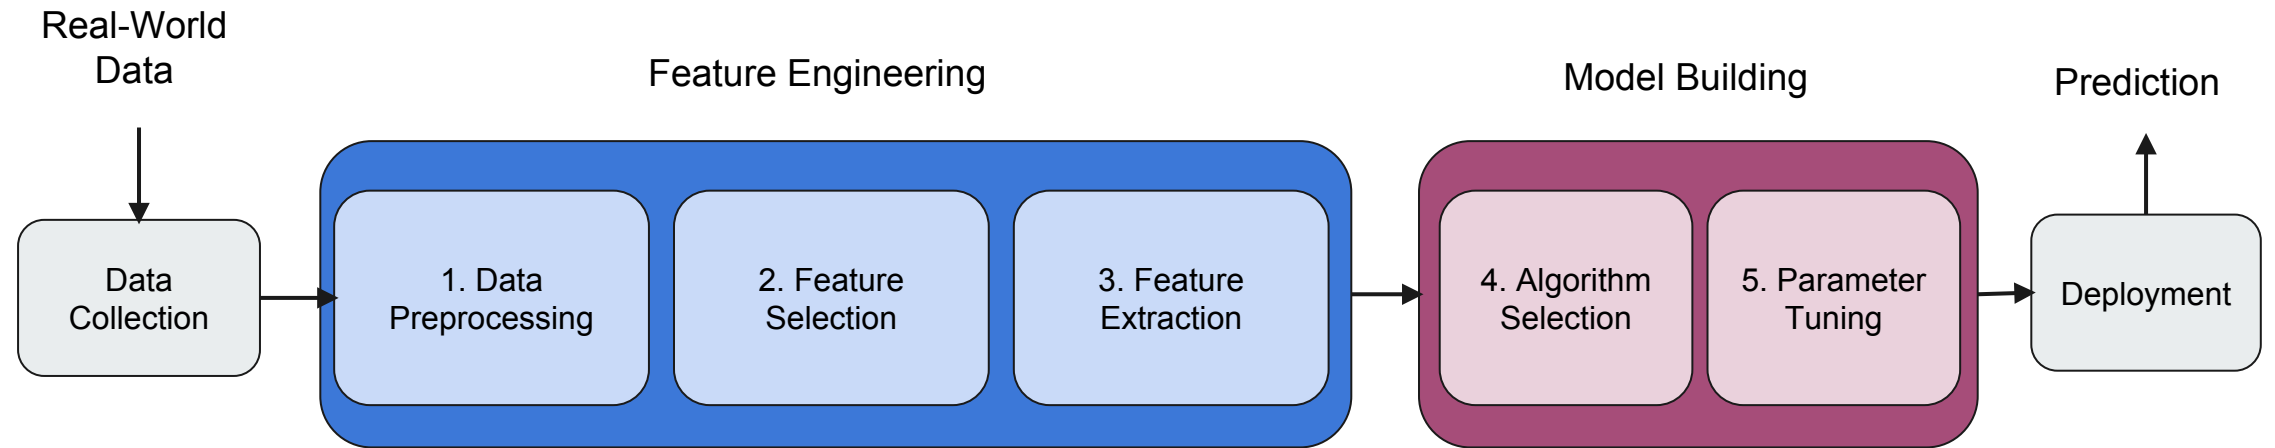 Real-World
Data
Feature Engineering
Model Building
Prediction
Data
Collection
1. Data
Preprocessing
2. Feature
Selection
3. Feature
Extraction
4. Algorithm
Selection
5. Parameter
Tuning
Deployment